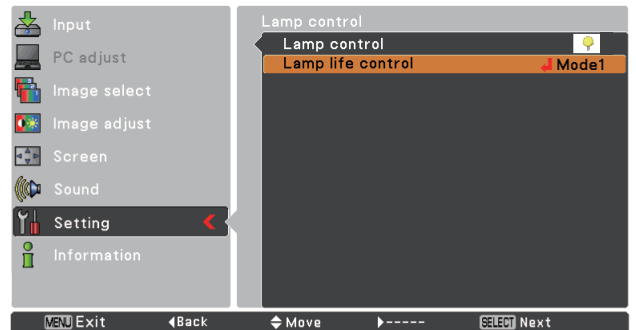 Input
PC adjust
Image select
Image adjust
Screen
Sound
Setting
Information
Lamp control
Lamp control
Lamp life control Mode1
MENU Exit Back Move ----- SELECT Next